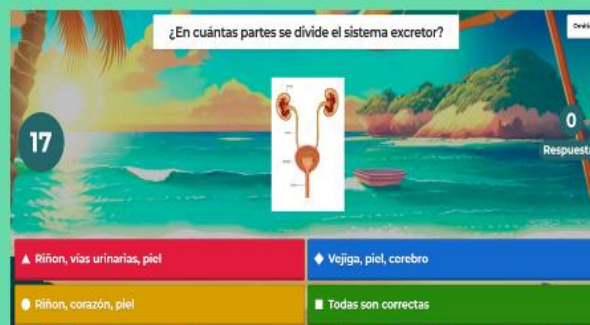 ¿En cuántas partes se divide el sistema excretor?
17
0
Respuesta
▲ Riñon, vías urinarias, piel
◆ Vejiga, piel, cerebro
● Riñon, corazón, piel
■ Todas son correctas